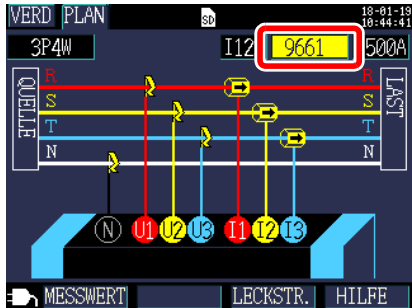 VERD PLAN SD 18-01-19
10:44:41
3P4W I12 9661 500A
QUELLE R R LAST
S S
T T
N N
N U1 U2 U3 I1 I2 I3
MESSWERT LECKSTR. HILFE